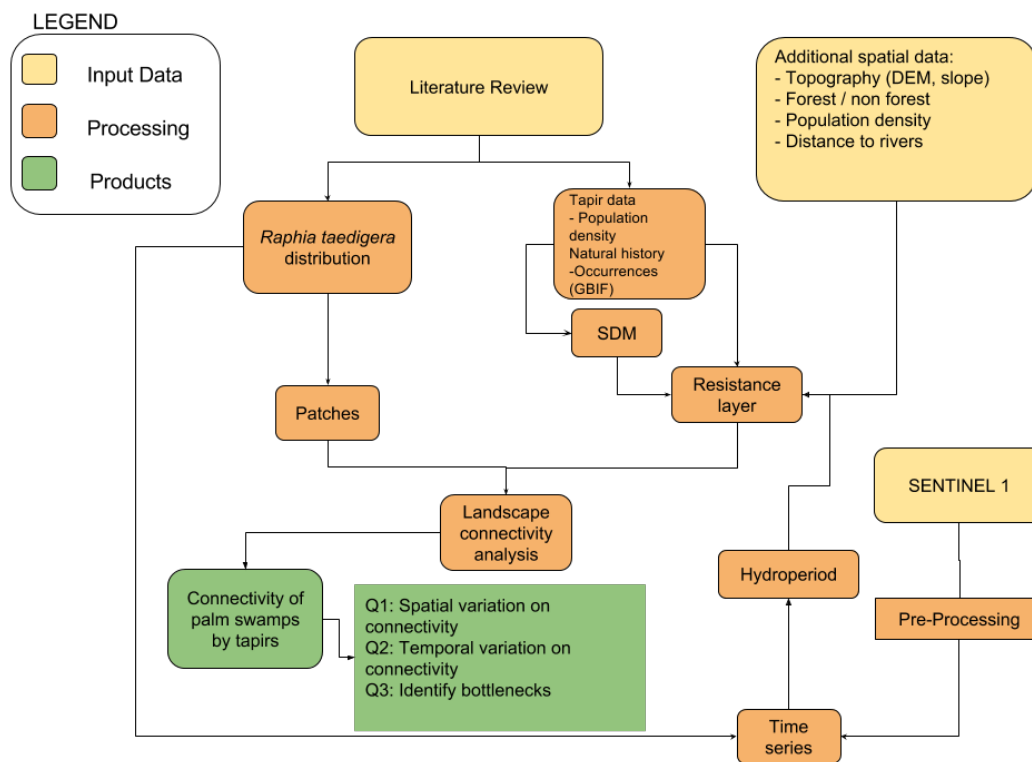 LEGEND
Input Data
Processing
Products
Literature Review
Additional spatial data:
- Topography (DEM, slope)
- Forest / non forest
- Population density
- Distance to rivers
Raphia taedigera
distribution
Tapir data
- Population
density
Natural history
-Occurrences
(GBIF)
SDM
Resistance
layer
Patches
SENTINEL 1
Landscape
connectivity
analysis
Hydroperiod
Connectivity of
palm swamps
by tapirs
Q1: Spatial variation on
connectivity
Q2: Temporal variation on
connectivity
Q3: Identify bottlenecks
Pre-Processing
Time
series